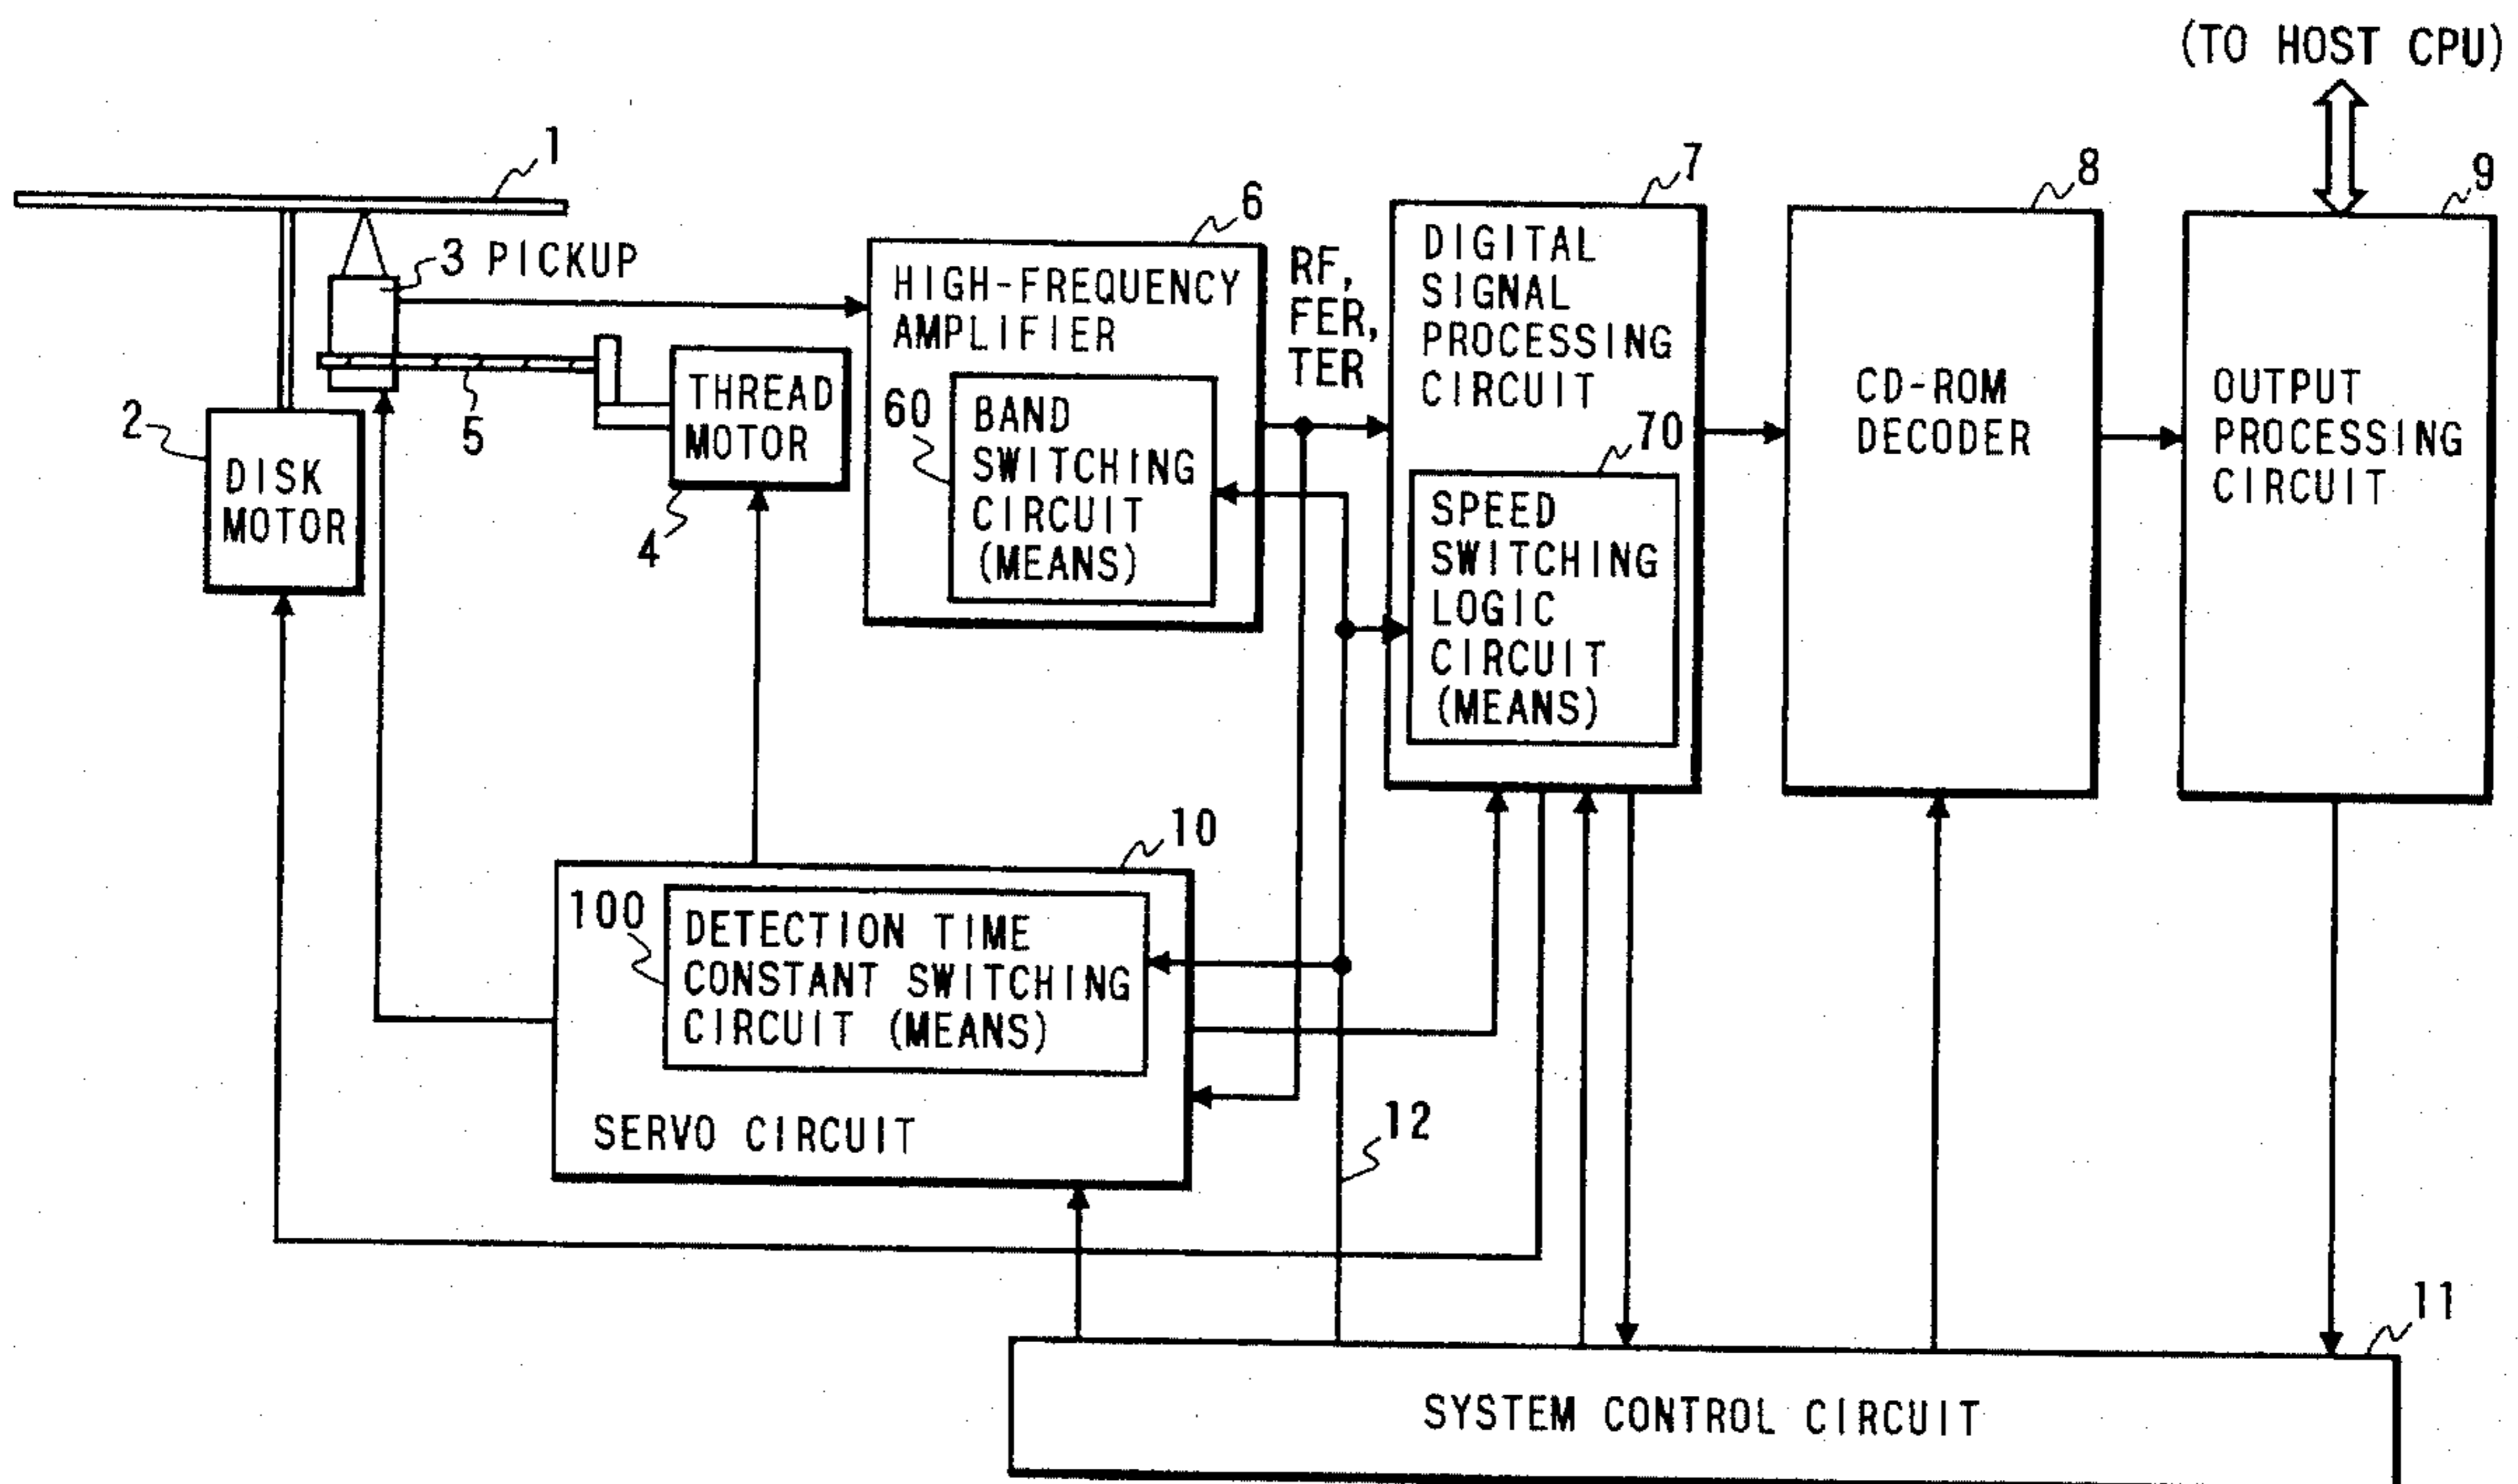 (TO HOST CPU)
1
3 PICKUP
6
HIGH-FREQUENCY
AMPLIFIER
60
BAND
SWITCHING
CIRCUIT
(MEANS)
RF,
FER,
TER
7
DIGITAL
SIGNAL
PROCESSING
CIRCUIT
70
SPEED
SWITCHING
LOGIC
CIRCUIT
(MEANS)
8
CD-ROM
DECODER
9
OUTPUT
PROCESSING
CIRCUIT
2
DISK
MOTOR
5
THREAD
MOTOR
4
10
100
DETECTION TIME
CONSTANT SWITCHING
CIRCUIT (MEANS)
SERVO CIRCUIT
12
11
SYSTEM CONTROL CIRCUIT